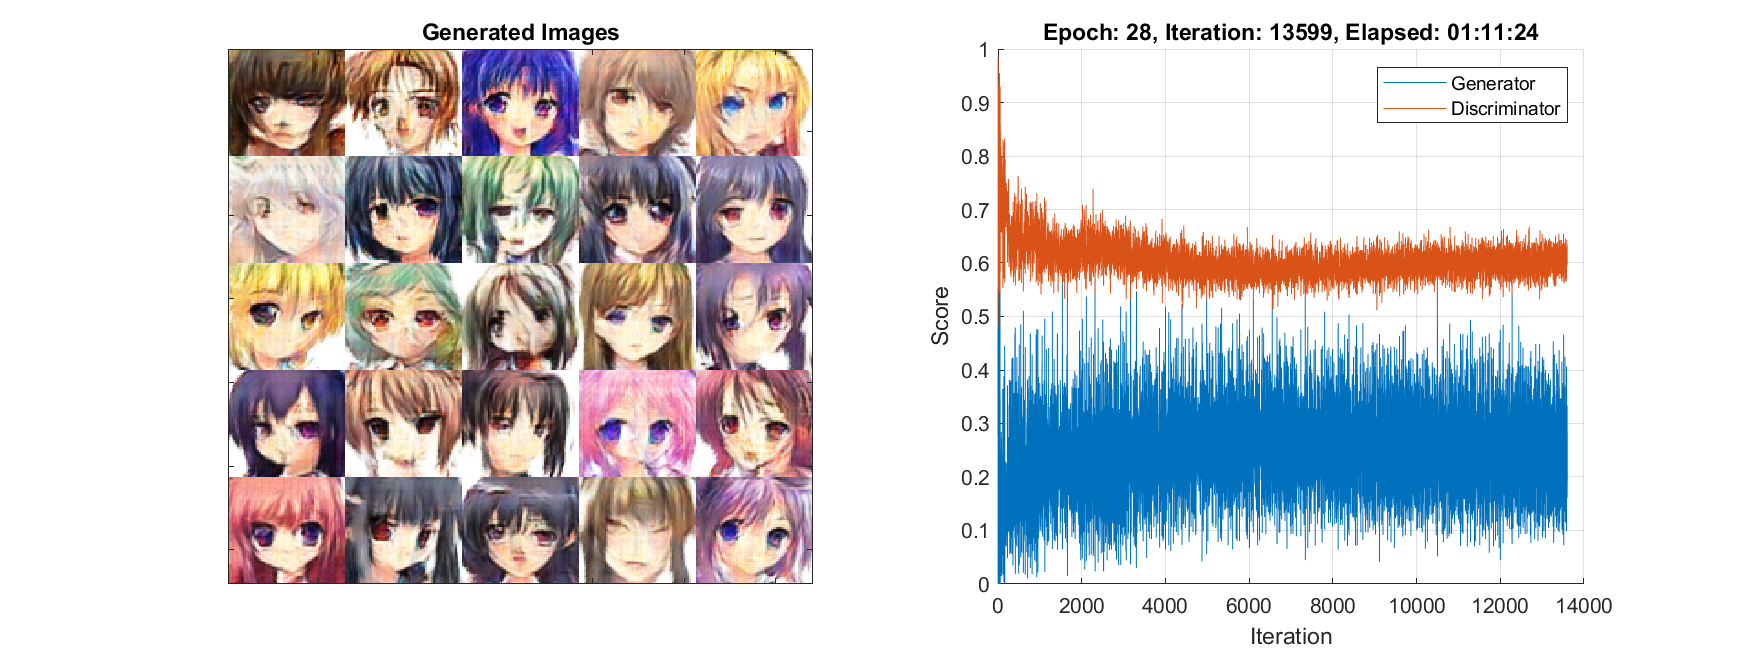 Generated Images
Epoch: 28, Iteration: 13599, Elapsed: 01:11:24
1
0.9
0.8
0.7
0.6
0.5
0.4
0.3
0.2
0.1
0
Score
Generator
Discriminator
0 2000 4000 6000 8000 10000 12000 14000
Iteration